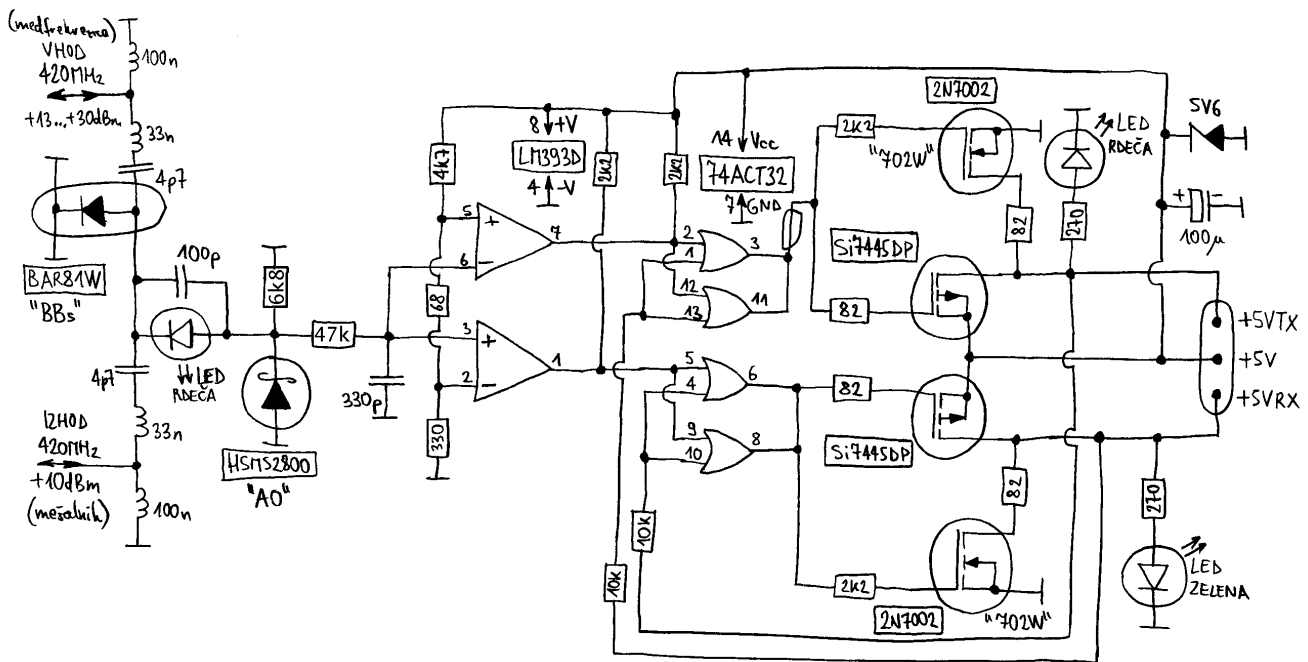 (medfrekvenca)
VHOD
420MHz
+13...+30dBm
100n
33n
4p7
BAR81W
"BBs"
100p
LED
RDEČA
4p7
33n
IZHOD
420MHz
+10dBm
(mešalnik)
100n
6k8
HSMS2800
"A0"
47k
330p
4k7
68
330
8 +V
LM393D
4 -V
5
+
6
-
7
3
+
2
-
1
2k2
2k2
14 Vcc
74ACT32
7 GND
2
1
3
12
13
11
5
4
6
9
10
8
10k
10k
2N7002
2k2
"702W"
82
Si7445DP
82
82
Si7445DP
82
2k2
2N7002
"702W"
LED
RDEČA
270
5V6
+
-
100µ
+5VTX
+5V
+5VRX
270
LED
ZELENA